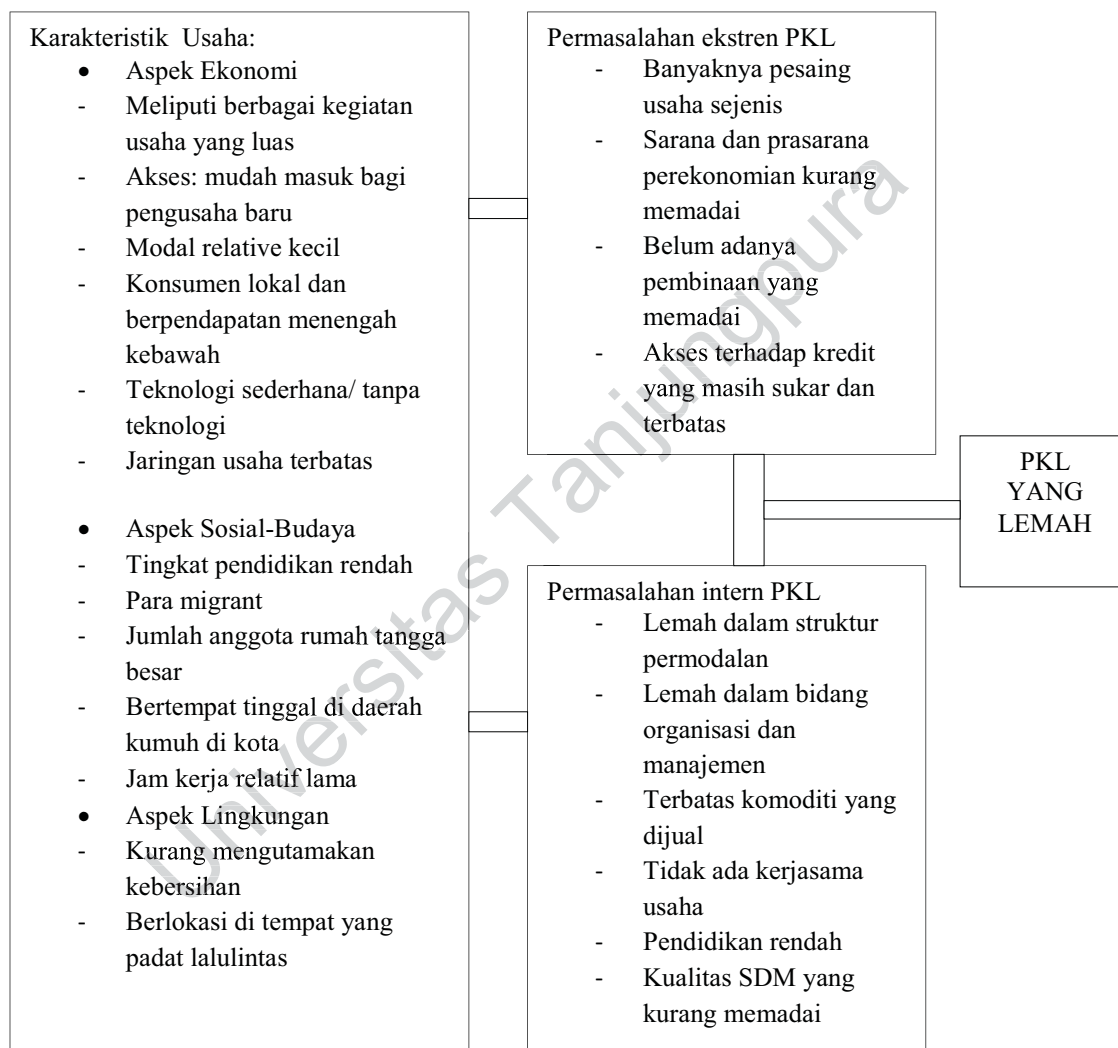 Karakteristik Usaha:
• Aspek Ekonomi
- Meliputi berbagai kegiatan
usaha yang luas
- Akses: mudah masuk bagi
pengusaha baru
- Modal relative kecil
- Konsumen lokal dan
berpendapatan menengah
kebawah
- Teknologi sederhana/ tanpa
teknologi
- Jaringan usaha terbatas
• Aspek Sosial-Budaya
- Tingkat pendidikan rendah
- Para migrant
- Jumlah anggota rumah tangga
besar
- Bertempat tinggal di daerah
kumuh di kota
- Jam kerja relatif lama
• Aspek Lingkungan
- Kurang mengutamakan
kebersihan
- Berlokasi di tempat yang
padat lalulintas
Permasalahan ekstren PKL
- Banyaknya pesaing
usaha sejenis
- Sarana dan prasarana
perekonomian kurang
memadai
- Belum adanya
pembinaan yang
memadai
- Akses terhadap kredit
yang masih sukar dan
terbatas
Permasalahan intern PKL
- Lemah dalam struktur
permodalan
- Lemah dalam bidang
organisasi dan
manajemen
- Terbatas komoditi yang
dijual
- Tidak ada kerjasama
usaha
- Pendidikan rendah
- Kualitas SDM yang
kurang memadai
PKL
YANG
LEMAH
Universitas Tanjungpura